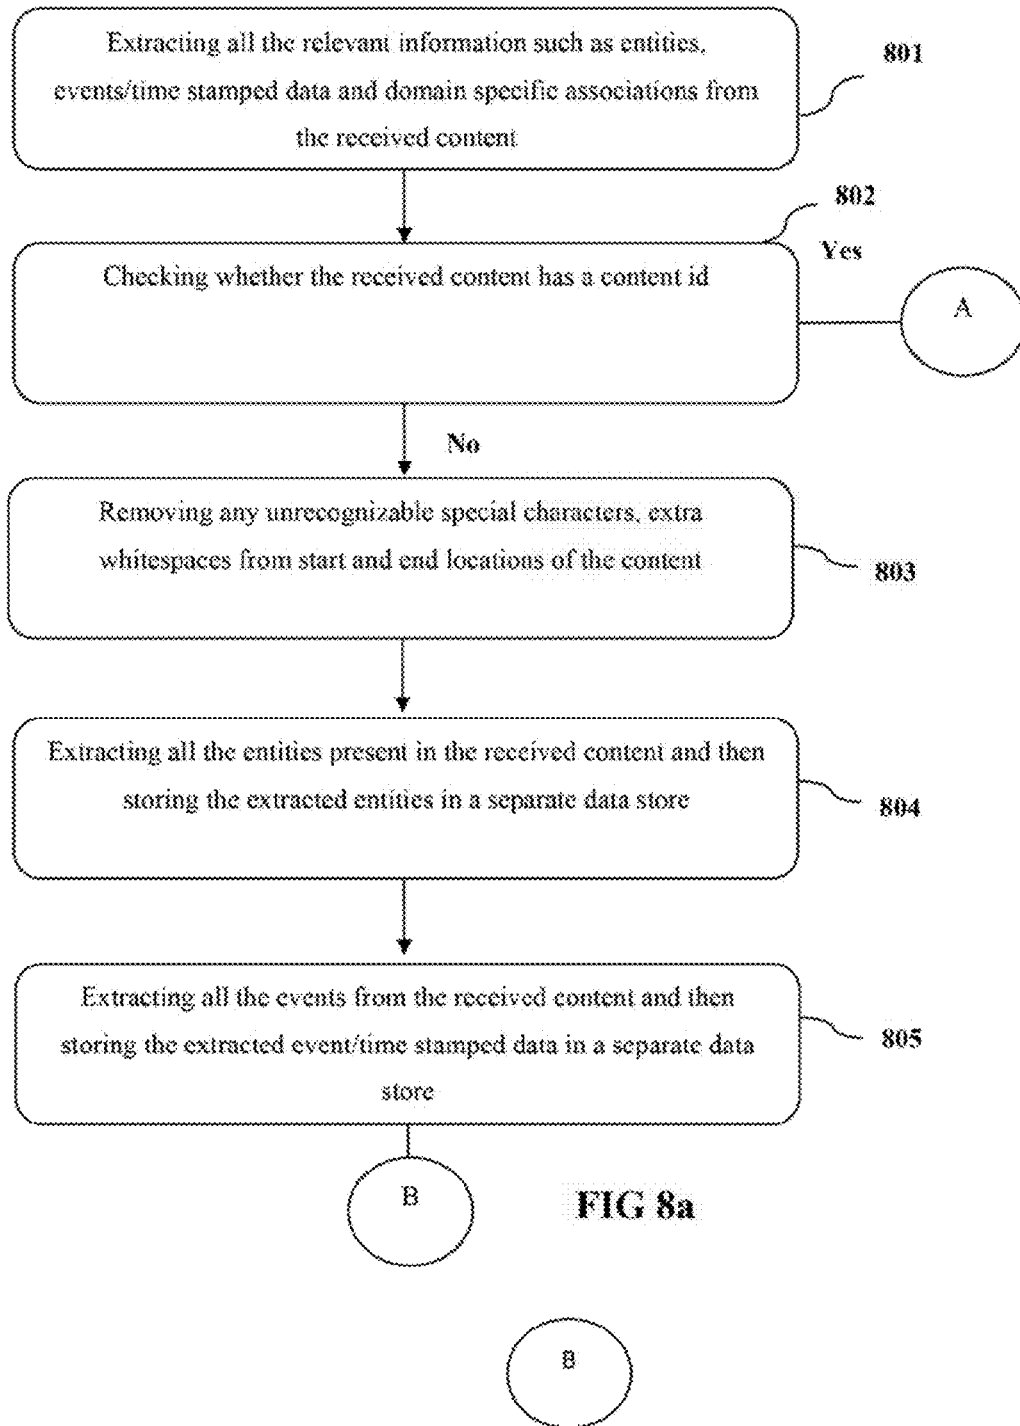 Extracting all the relevant information such as entities,
events/time stamped data and domain specific associations from
the received content
801
802
Checking whether the received content has a content id
Yes
A
No
Removing any unrecognizable special characters, extra
whitespaces from start and end locations of the content
803
Extracting all the entities present in the received content and then
storing the extracted entities in a separate data store
804
Extracting all the events from the received content and then
storing the extracted event/time stamped data in a separate data
store
805
B
FIG 8a
B